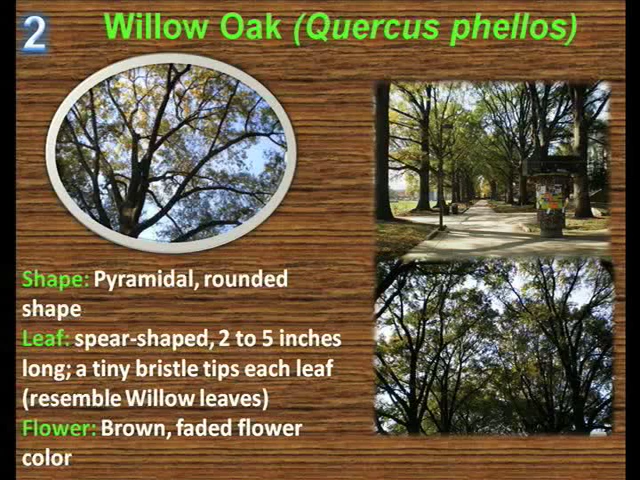 2
Willow Oak (Quercus phellos)
Shape: Pyramidal, rounded
shape
Leaf: spear-shaped, 2 to 5 inches
long; a tiny bristle tips each leaf
(resemble Willow leaves)
Flower: Brown, faded flower
color